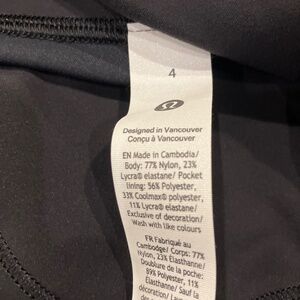 4
Designed in Vancouver
Conçu à Vancouver
EN Made in Cambodia/
Body: 77% Nylon, 23%
Lycra® elastane/ Pocket
lining: 56% Polyester,
33% Coolmax® polyester,
11% Lycra® elastane/
Exclusive of decoration/
Wash with like colours
FR Fabriqué au
Cambodge/ Corps: 77%
Nylon, 23% Élasthanne/
Doublure de la poche:
89% Polyester, 11%
Élasthanne/ Sauf la
décoration/ Laver